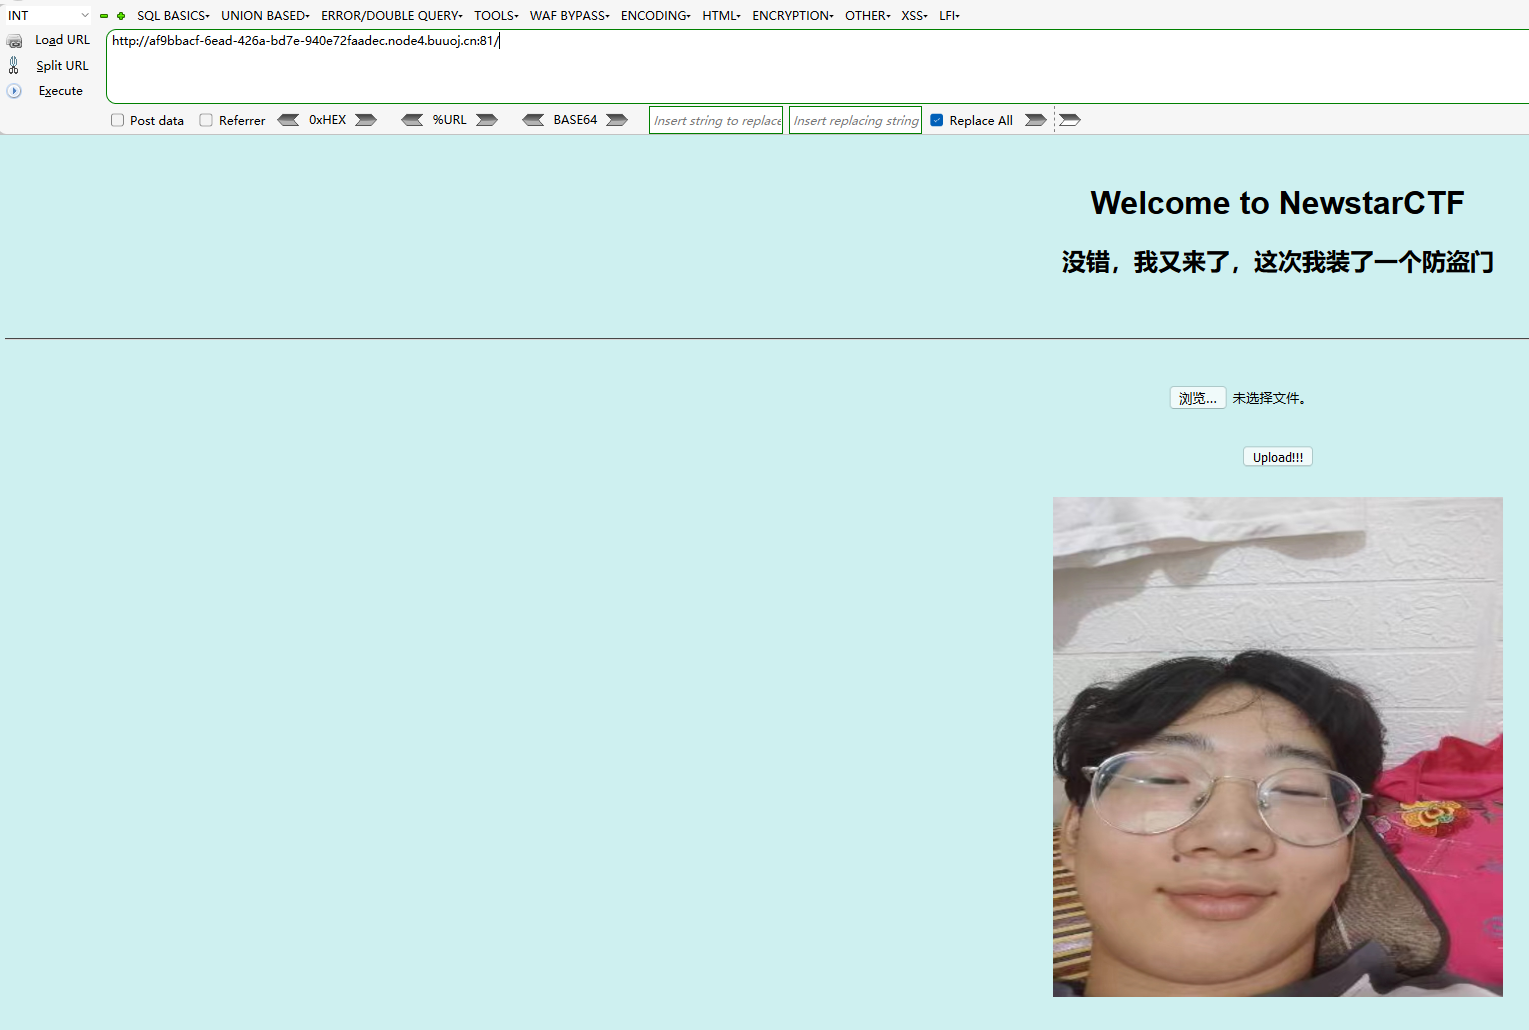 INT SQL BASICS UNION BASED ERROR/DOUBLE QUERY TOOLS WAF BYPASS ENCODING HTML ENCRYPTION OTHER XSS LFI
Load URL http://af9bbacf-6ead-426a-bd7e-940e72faadec.node4.buuoj.cn:81/
Split URL
Execute
Post data Referrer 0xHEX %URL BASE64 Insert string to replace Insert replacing string Replace All
Welcome to NewstarCTF
没错，我又来了，这次我装了一个防盗门
浏览... 未选择文件。
Upload!!!